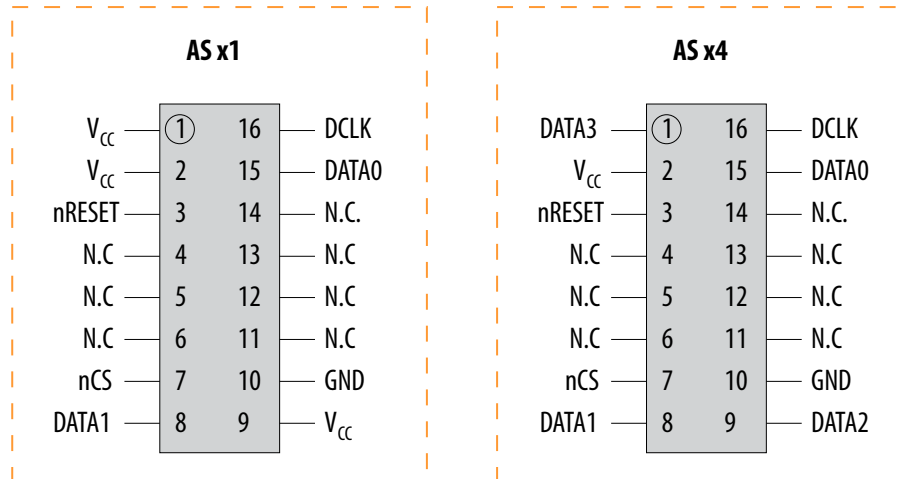 AS x1
AS x4
VCC 1 16 DCLK
VCC 2 15 DATA0
nRESET 3 14 N.C.
N.C 4 13 N.C
N.C 5 12 N.C
N.C 6 11 N.C
nCS 7 10 GND
DATA1 8 9 VCC
DATA3 1 16 DCLK
VCC 2 15 DATA0
nRESET 3 14 N.C.
N.C 4 13 N.C
N.C 5 12 N.C
N.C 6 11 N.C
nCS 7 10 GND
DATA1 8 9 DATA2